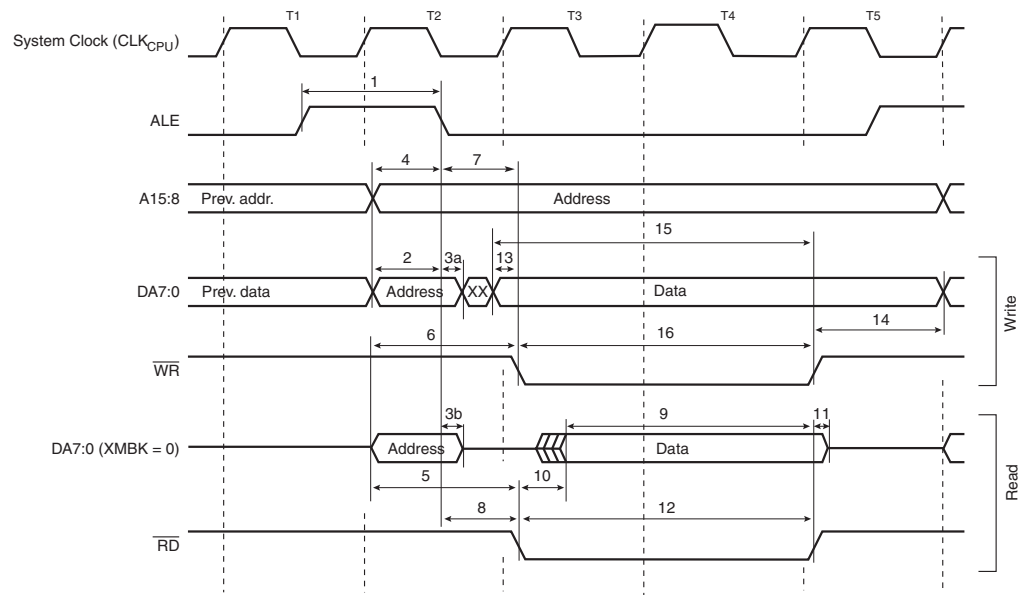 T1 T2 T3 T4 T5
System Clock (CLKCPU)
1
ALE
4 7
A15:8 Prev. addr. Address
15
2 3a 13
DA7:0 Prev. data Address XX Data
14
6 16
WR
Write
3b 9 11
DA7:0 (XMBK = 0) Address Data
5 10
8 12
RD
Read